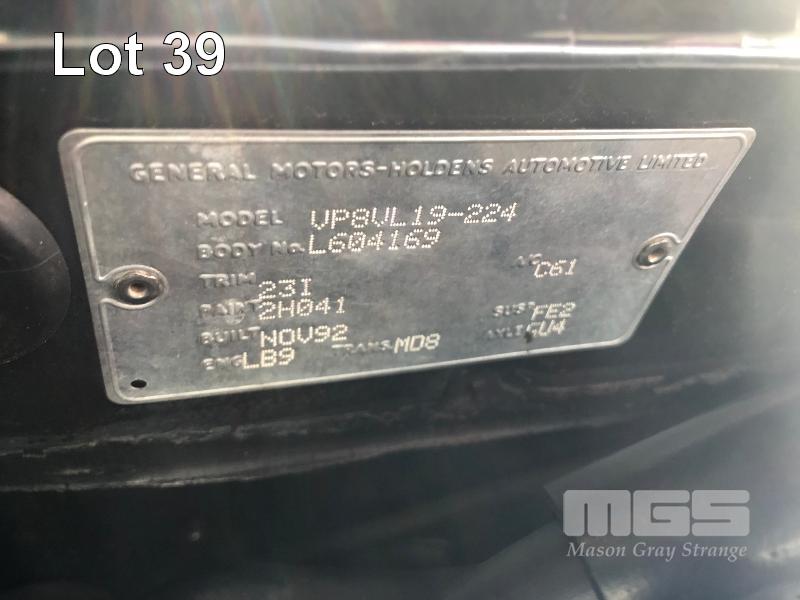 Lot 39
GENERAL MOTORS-HOLDENS AUTOMOTIVE LIMITED
MODEL VP8VL19-224
BODY No. L604169
TRIM 23I A/C C61
PAINT 2H041
BUILT NOV92 SUSP FE2
ENG LB9 TRANS. MD8 AXLE GU4
MGS
Mason Gray Strange